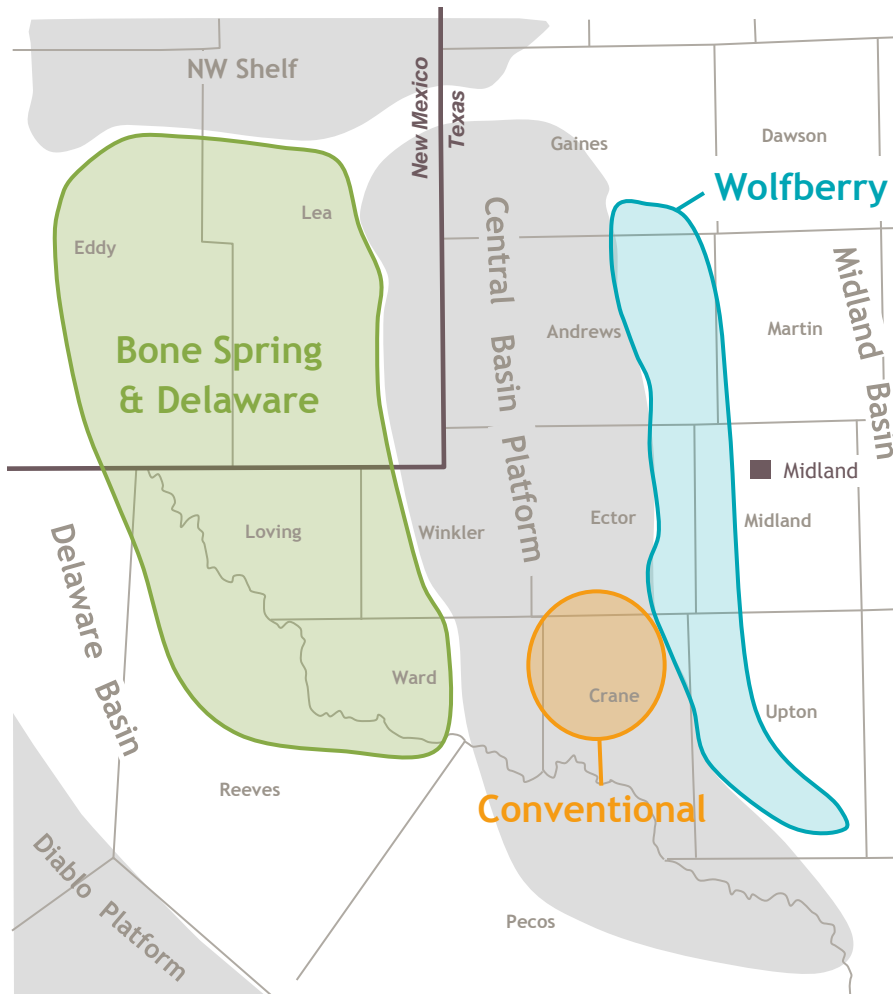 NW Shelf
New Mexico
Texas
Gaines
Dawson
Wolfberry
Lea
Eddy
Central Basin Platform
Midland Basin
Andrews
Martin
Bone Spring
& Delaware
Midland
Loving
Winkler
Ector
Midland
Delaware Basin
Ward
Crane
Upton
Reeves
Conventional
Diablo Platform
Pecos